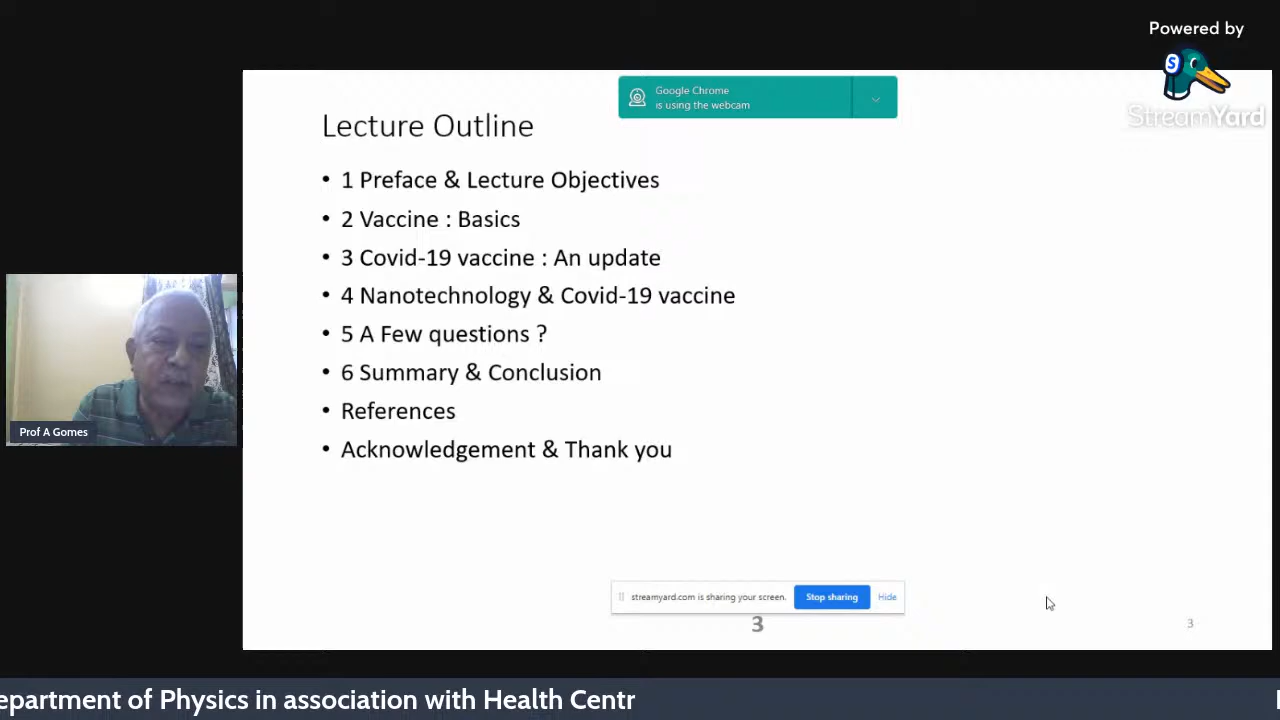 Powered by
S
StreamYard
Google Chrome
is using the webcam
Lecture Outline
• 1 Preface & Lecture Objectives
• 2 Vaccine : Basics
• 3 Covid-19 vaccine : An update
• 4 Nanotechnology & Covid-19 vaccine
• 5 A Few questions ?
• 6 Summary & Conclusion
• References
• Acknowledgement & Thank you
Prof A Gomes
streamyard.com is sharing your screen.
Stop sharing
Hide
3
3
epartment of Physics in association with Health Centr